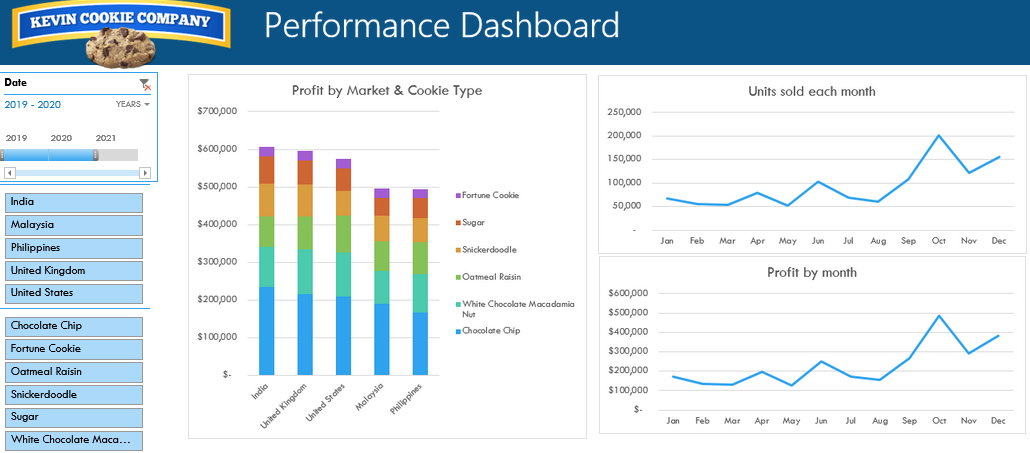 KEVIN COOKIE COMPANY
Performance Dashboard
Date
2019 - 2020
YEARS
2019 2020 2021
India
Malaysia
Philippines
United Kingdom
United States
Chocolate Chip
Fortune Cookie
Oatmeal Raisin
Snickerdoodle
Sugar
White Chocolate Maca...
Profit by Market & Cookie Type
$700,000
$600,000
$500,000
$400,000
$300,000
$200,000
$100,000
$-
India
United Kingdom
United States
Malaysia
Philippines
Fortune Cookie
Sugar
Snickerdoodle
Oatmeal Raisin
White Chocolate Macadamia
Nut
Chocolate Chip
Units sold each month
250,000
200,000
150,000
100,000
50,000
-
Jan Feb Mar Apr May Jun Jul Aug Sep Oct Nov Dec
Profit by month
$600,000
$500,000
$400,000
$300,000
$200,000
$100,000
$-
Jan Feb Mar Apr May Jun Jul Aug Sep Oct Nov Dec